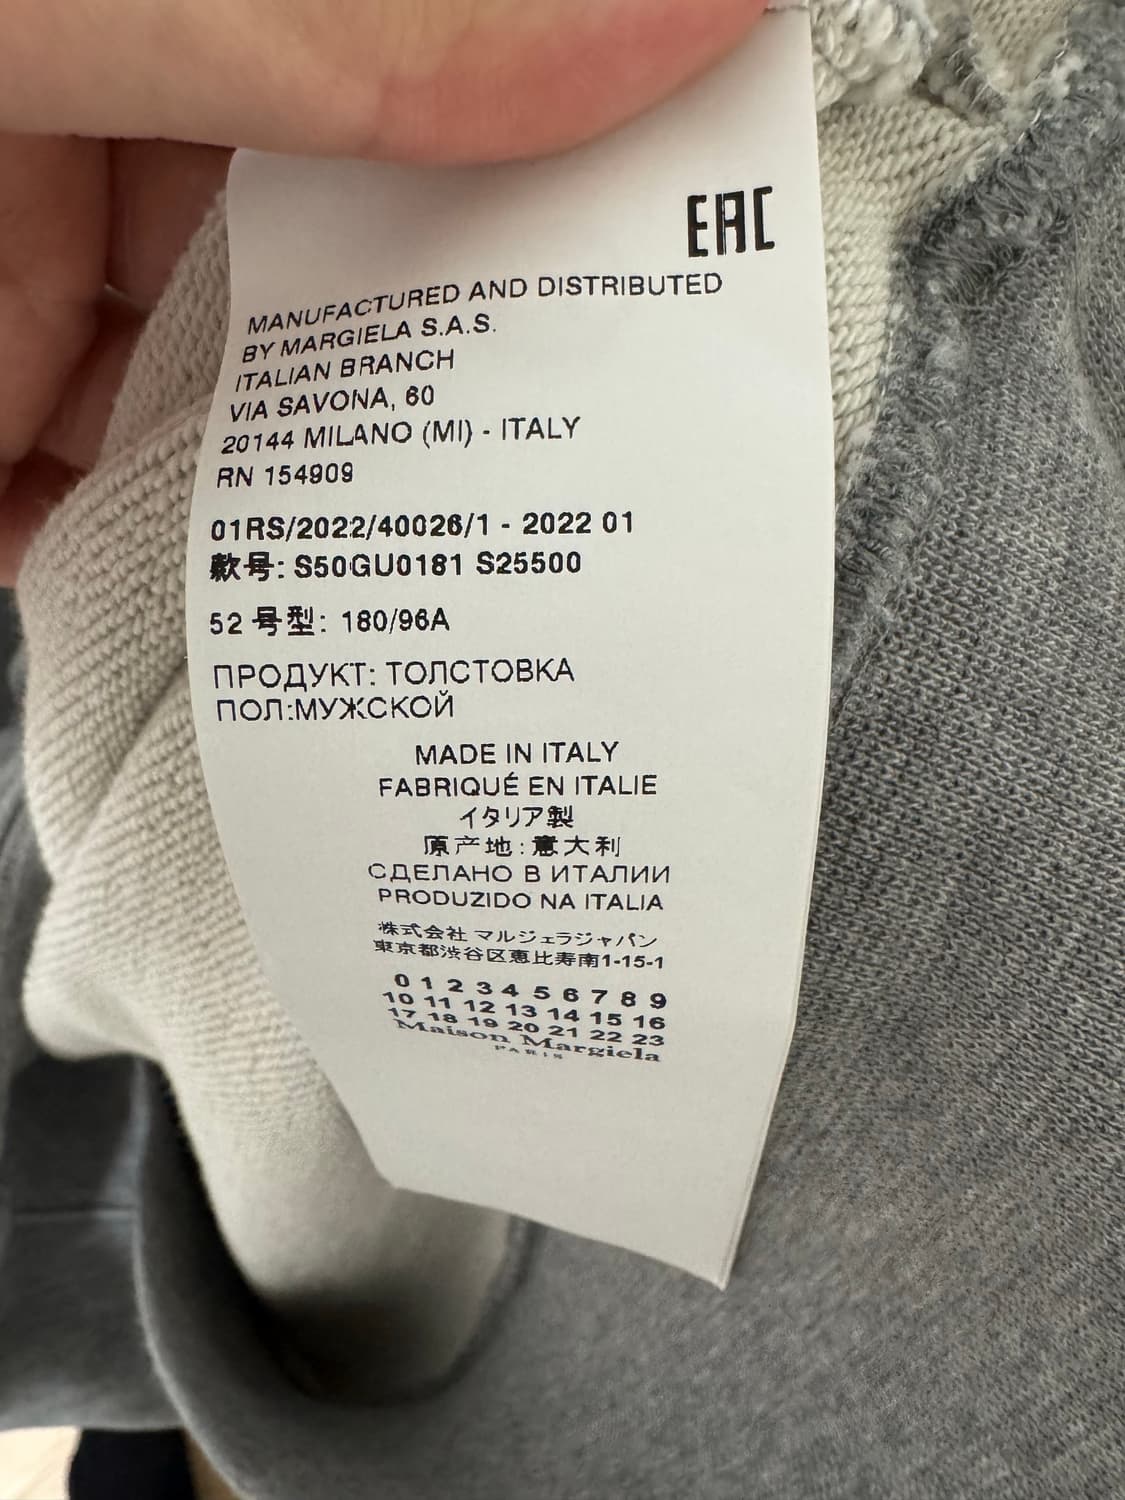 EAC
MANUFACTURED AND DISTRIBUTED
BY MARGIELA S.A.S.
ITALIAN BRANCH
VIA SAVONA, 60
20144 MILANO (MI) - ITALY
RN 154909
01RS/2022/40026/1 - 2022 01
款号: S50GU0181 S25500
52 号型: 180/96A
ПРОДУКТ: ТОЛСТОВКА
ПОЛ:МУЖСКОЙ
MADE IN ITALY
FABRIQUÉ EN ITALIE
イタリア製
原产地:意大利
СДЕЛАНО В ИТАЛИИ
PRODUZIDO NA ITALIA
株式会社 マルジェラジャパン
東京都渋谷区恵比寿南1-15-1
0 1 2 3 4 5 6 7 8 9
10 11 12 13 14 15 16
17 18 19 20 21 22 23
Maison Margiela
PARIS